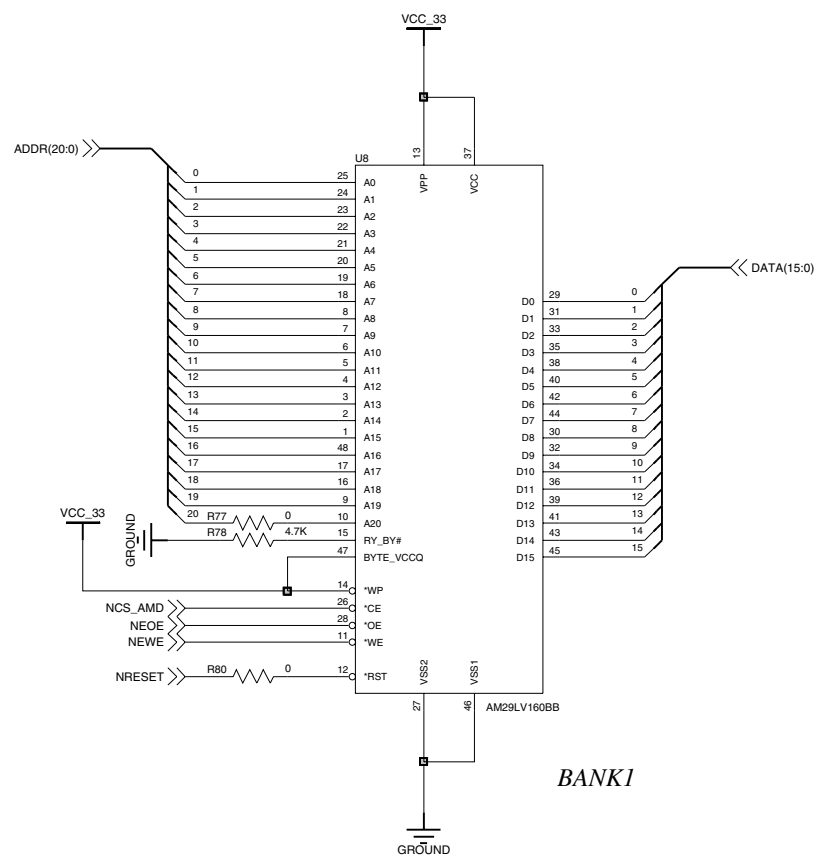 VCC_33
ADDR(20:0)
U8
13
37
VPP
VCC
0 25 A0
1 24 A1
2 23 A2
3 22 A3
4 21 A4
5 20 A5
6 19 A6
7 18 A7
8 8 A8
9 7 A9
10 6 A10
11 5 A11
12 4 A12
13 3 A13
14 2 A14
15 1 A15
16 48 A16
17 17 A17
18 16 A18
19 9 A19
20 R77 0 10 A20
R78 4.7K 15 RY_BY#
47 BYTE_VCCQ
VCC_33
GROUND
14 *WP
NCS_AMD 26 *CE
NEOE 28 *OE
NEWE 11 *WE
NRESET R80 0 12 *RST
DATA(15:0)
D0 29 0
D1 31 1
D2 33 2
D3 35 3
D4 38 4
D5 40 5
D6 42 6
D7 44 7
D8 30 8
D9 32 9
D10 34 10
D11 36 11
D12 39 12
D13 41 13
D14 43 14
D15 45 15
VSS2
VSS1
27
46
AM29LV160BB
BANK1
GROUND